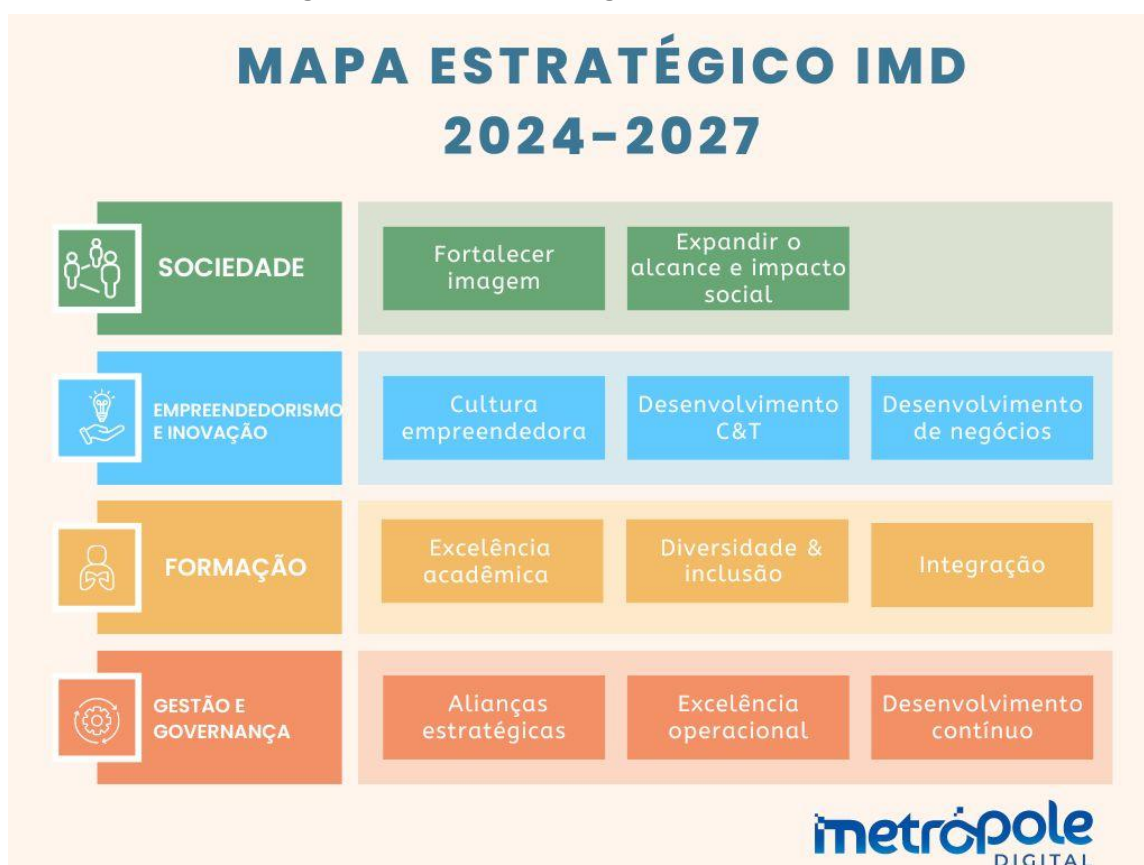 MAPA ESTRATÉGICO IMD
2024-2027
SOCIEDADE
Fortalecer
imagem
Expandir o
alcance e impacto
social
EMPREENDEDORISMO
E INOVAÇÃO
Cultura
empreendedora
Desenvolvimento
C&T
Desenvolvimento
de negócios
FORMAÇÃO
Excelência
acadêmica
Diversidade &
inclusão
Integração
GESTÃO E
GOVERNANÇA
Alianças
estratégicas
Excelência
operacional
Desenvolvimento
contínuo
metrópole
DIGITAL